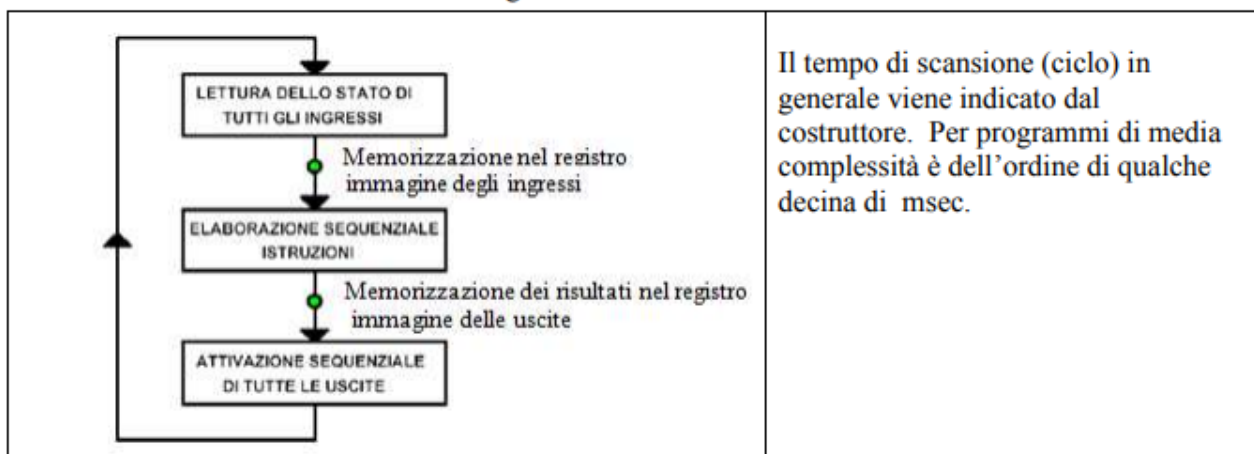 LETTURA DELLO STATO DI
TUTTI GLI INGRESSI
Memorizzazione nel registro
immagine degli ingressi
ELABORAZIONE SEQUENZIALE
ISTRUZIONI
Memorizzazione dei risultati nel registro
immagine delle uscite
ATTIVAZIONE SEQUENZIALE
DI TUTTE LE USCITE
Il tempo di scansione (ciclo) in
generale viene indicato dal
costruttore. Per programmi di media
complessità è dell’ordine di qualche
decina di msec.